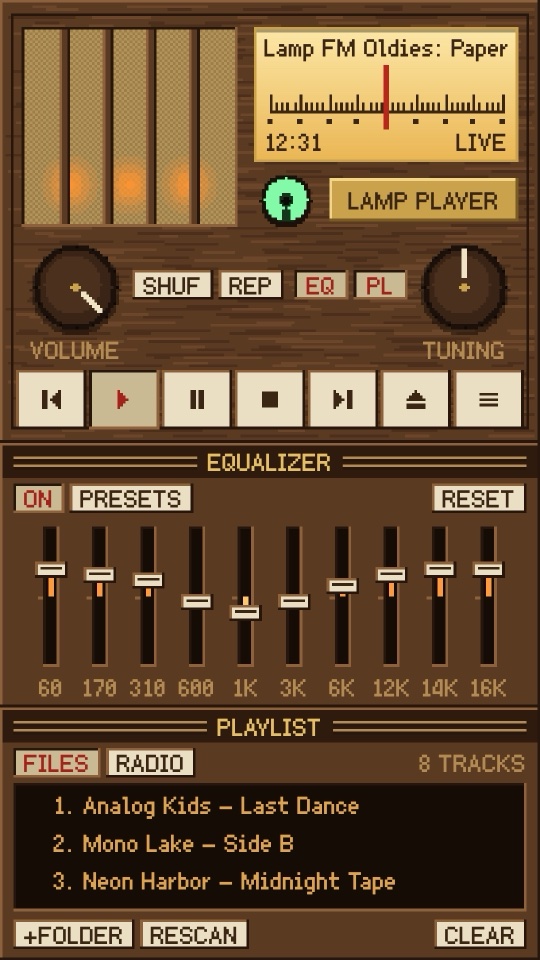 Lamp FM Oldies: Paper
12:31 LIVE
LAMP PLAYER
SHUF REP EQ PL
VOLUME TUNING
EQUALIZER
ON PRESETS RESET
60 170 310 600 1K 3K 6K 12K 14K 16K
PLAYLIST
FILES RADIO 8 TRACKS
1. Analog Kids – Last Dance
2. Mono Lake – Side B
3. Neon Harbor – Midnight Tape
+FOLDER RESCAN CLEAR